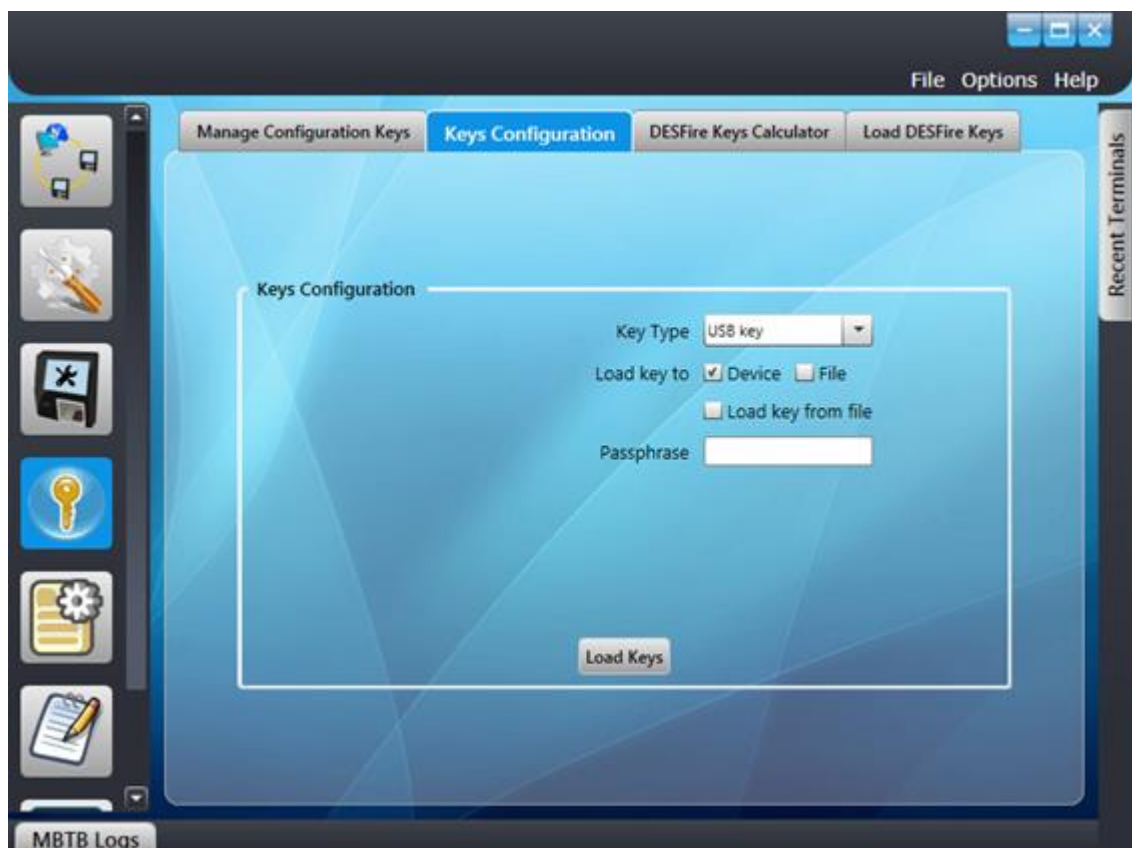 File Options Help
Manage Configuration Keys Keys Configuration DESFire Keys Calculator Load DESFire Keys
Recent Terminals
Keys Configuration
Key Type USB key
Load key to Device File
Load key from file
Passphrase
Load Keys
MBTB Logs